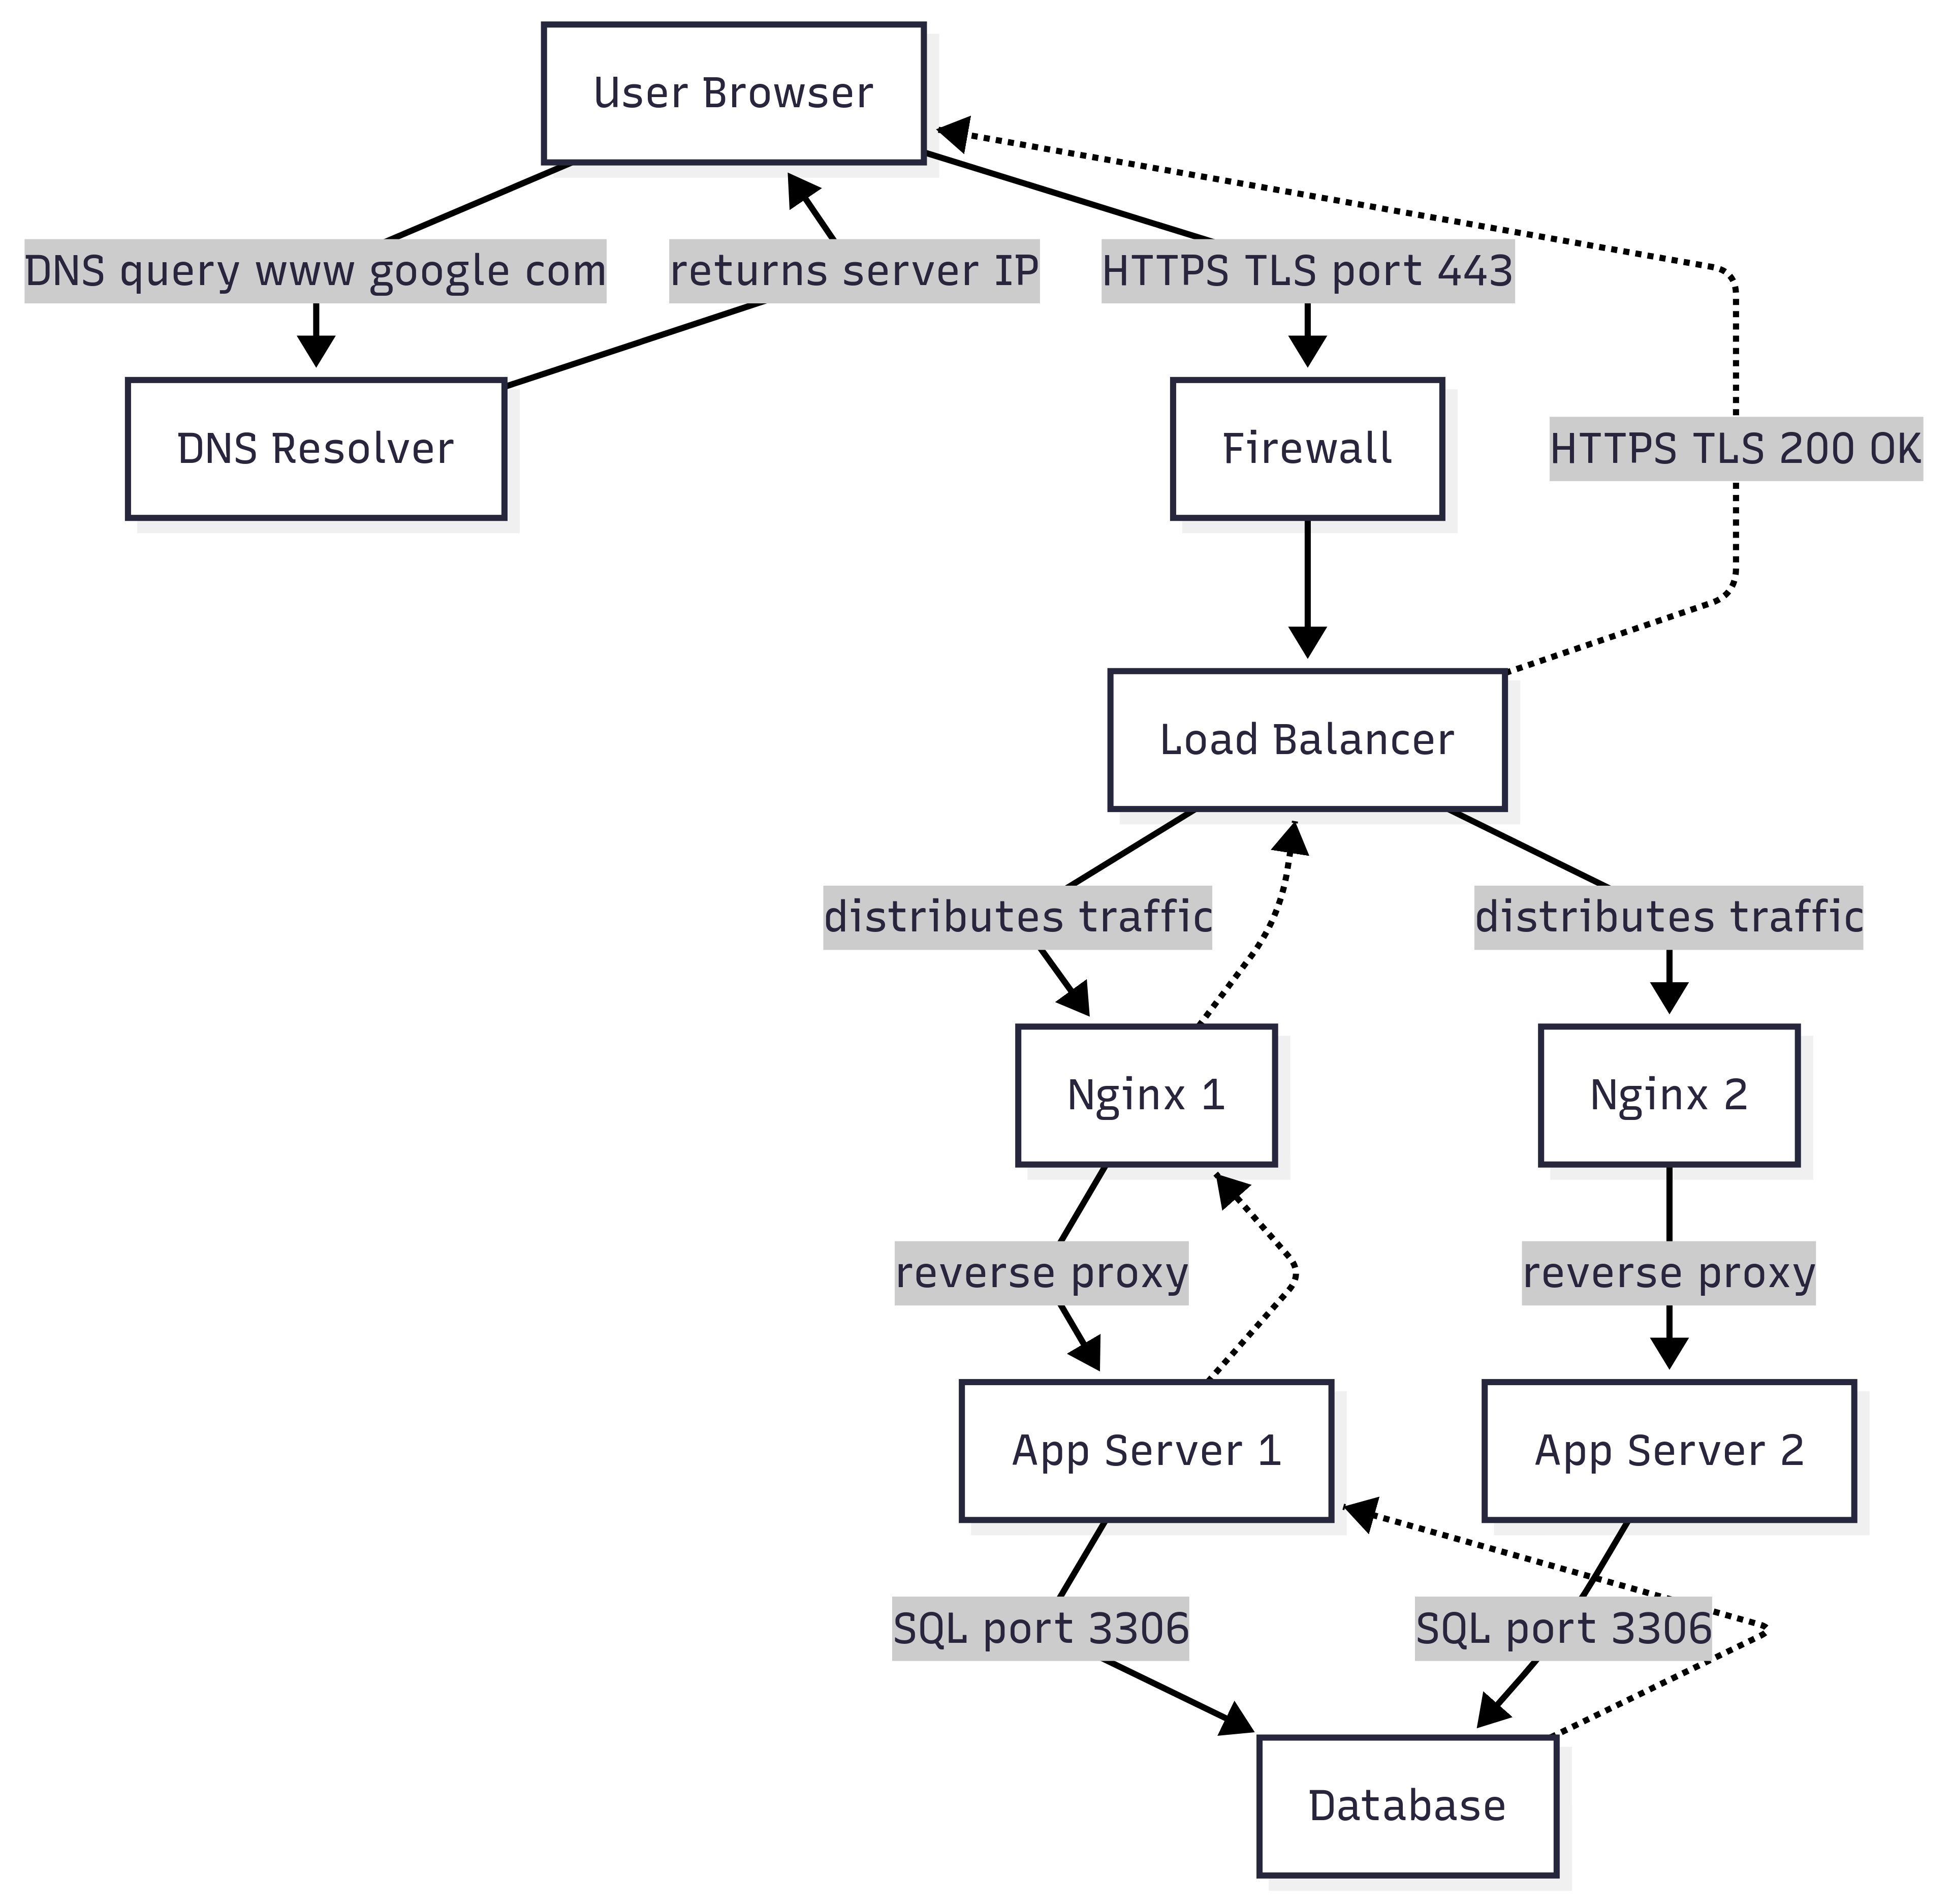 User Browser
DNS query www google com
returns server IP
HTTPS TLS port 443
DNS Resolver
Firewall
HTTPS TLS 200 OK
Load Balancer
distributes traffic
distributes traffic
Nginx 1
Nginx 2
reverse proxy
reverse proxy
App Server 1
App Server 2
SQL port 3306
SQL port 3306
Database